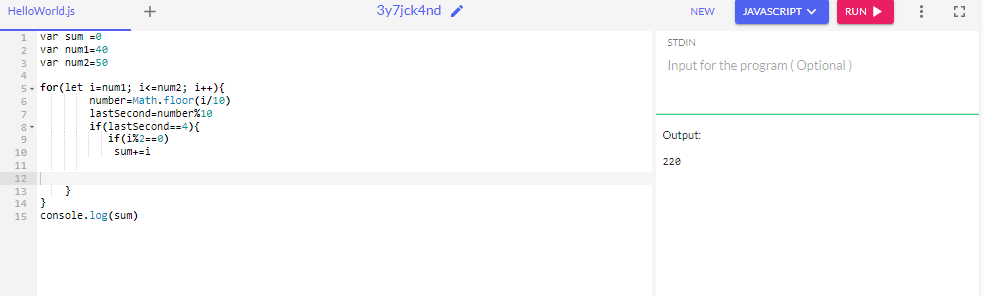 HelloWorld.js + 3y7jck4nd NEW JAVASCRIPT RUN
1 var sum =0
2 var num1=40
3 var num2=50
4
5 for(let i=num1; i<=num2; i++){
6 number=Math.floor(i/10)
7 lastSecond=number%10
8 if(lastSecond==4){
9 if(i%2==0)
10 sum+=i
11
12
13 }
14 }
15 console.log(sum)
STDIN
Input for the program ( Optional )
Output:
220